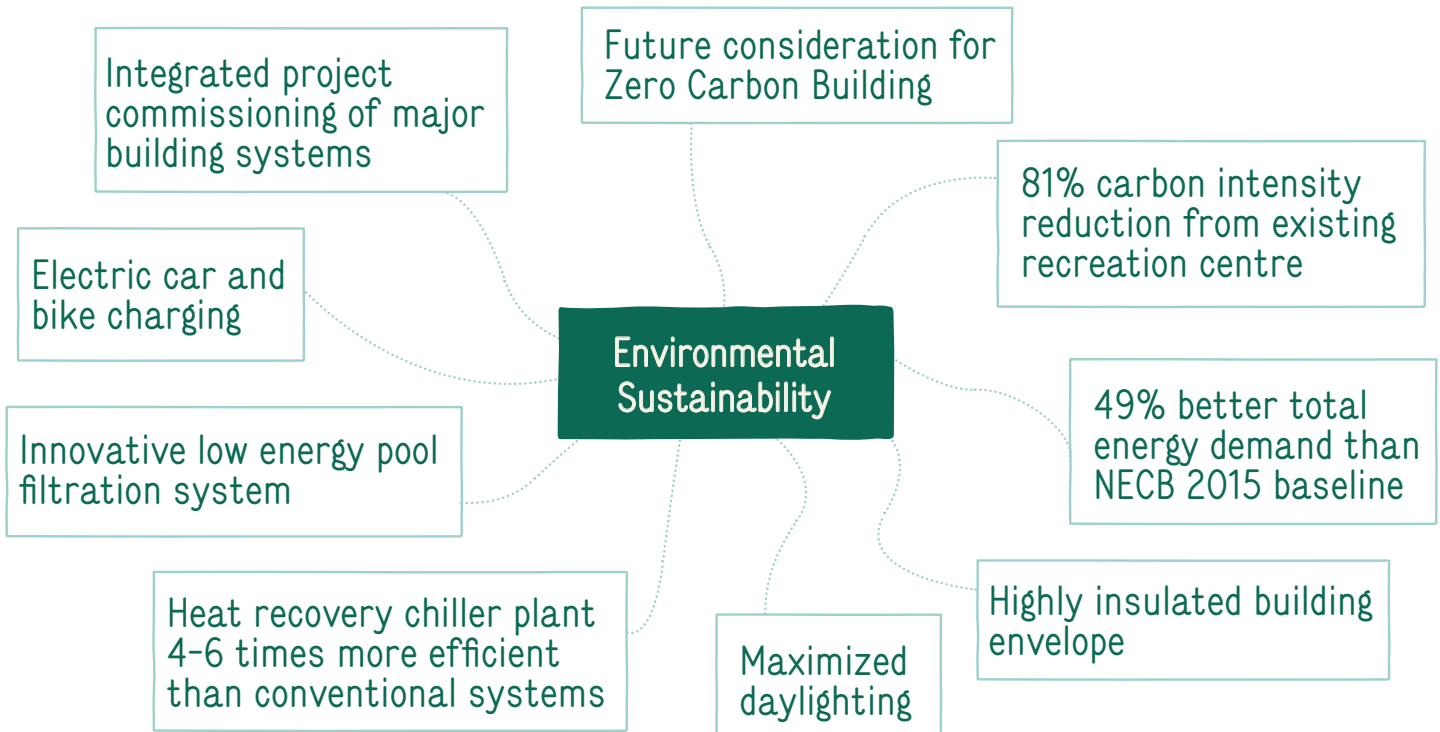 Future consideration for
Zero Carbon Building
Integrated project
commissioning of major
building systems
81% carbon intensity
reduction from existing
recreation centre
Electric car and
bike charging
Environmental
Sustainability
49% better total
energy demand than
NECB 2015 baseline
Innovative low energy pool
filtration system
Highly insulated building
envelope
Heat recovery chiller plant
4-6 times more efficient
than conventional systems
Maximized
daylighting